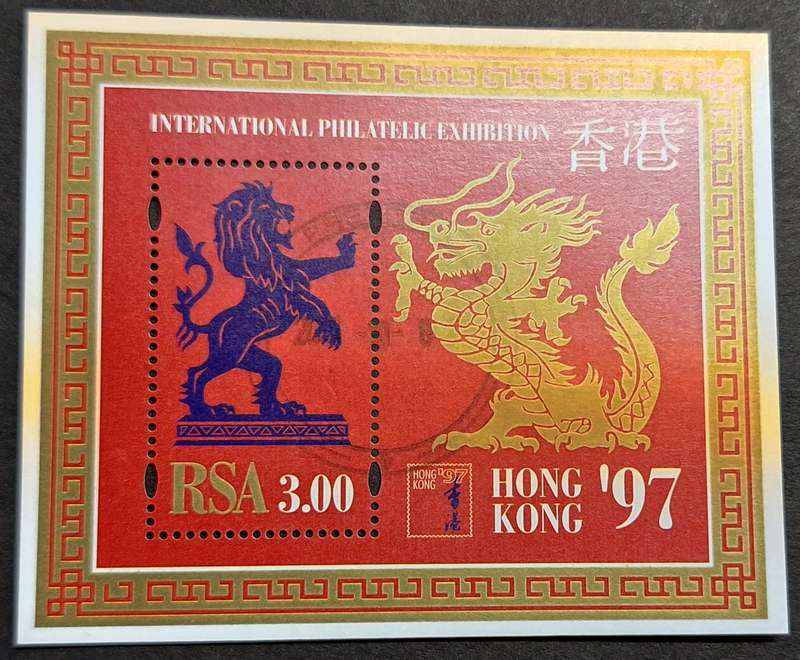 INTERNATIONAL PHILATELIC EXHIBITION 香港
RSA 3.00
HONG KONG '97 香港
HONG
KONG '97